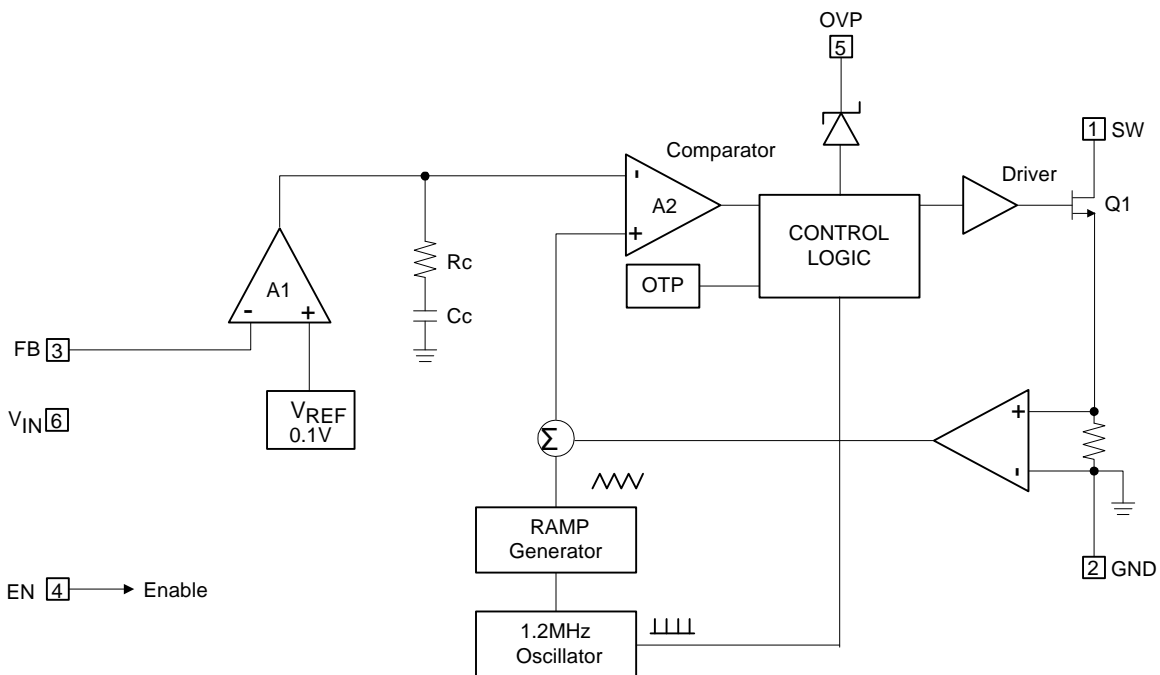 OVP
5
1 SW
Comparator
Driver
-
A2
+
Q1
CONTROL
LOGIC
OTP
Rc
A1
- +
Cc
FB 3
VREF
0.1V
VIN 6
Σ
+
-
RAMP
Generator
2 GND
EN 4 Enable
1.2MHz
Oscillator